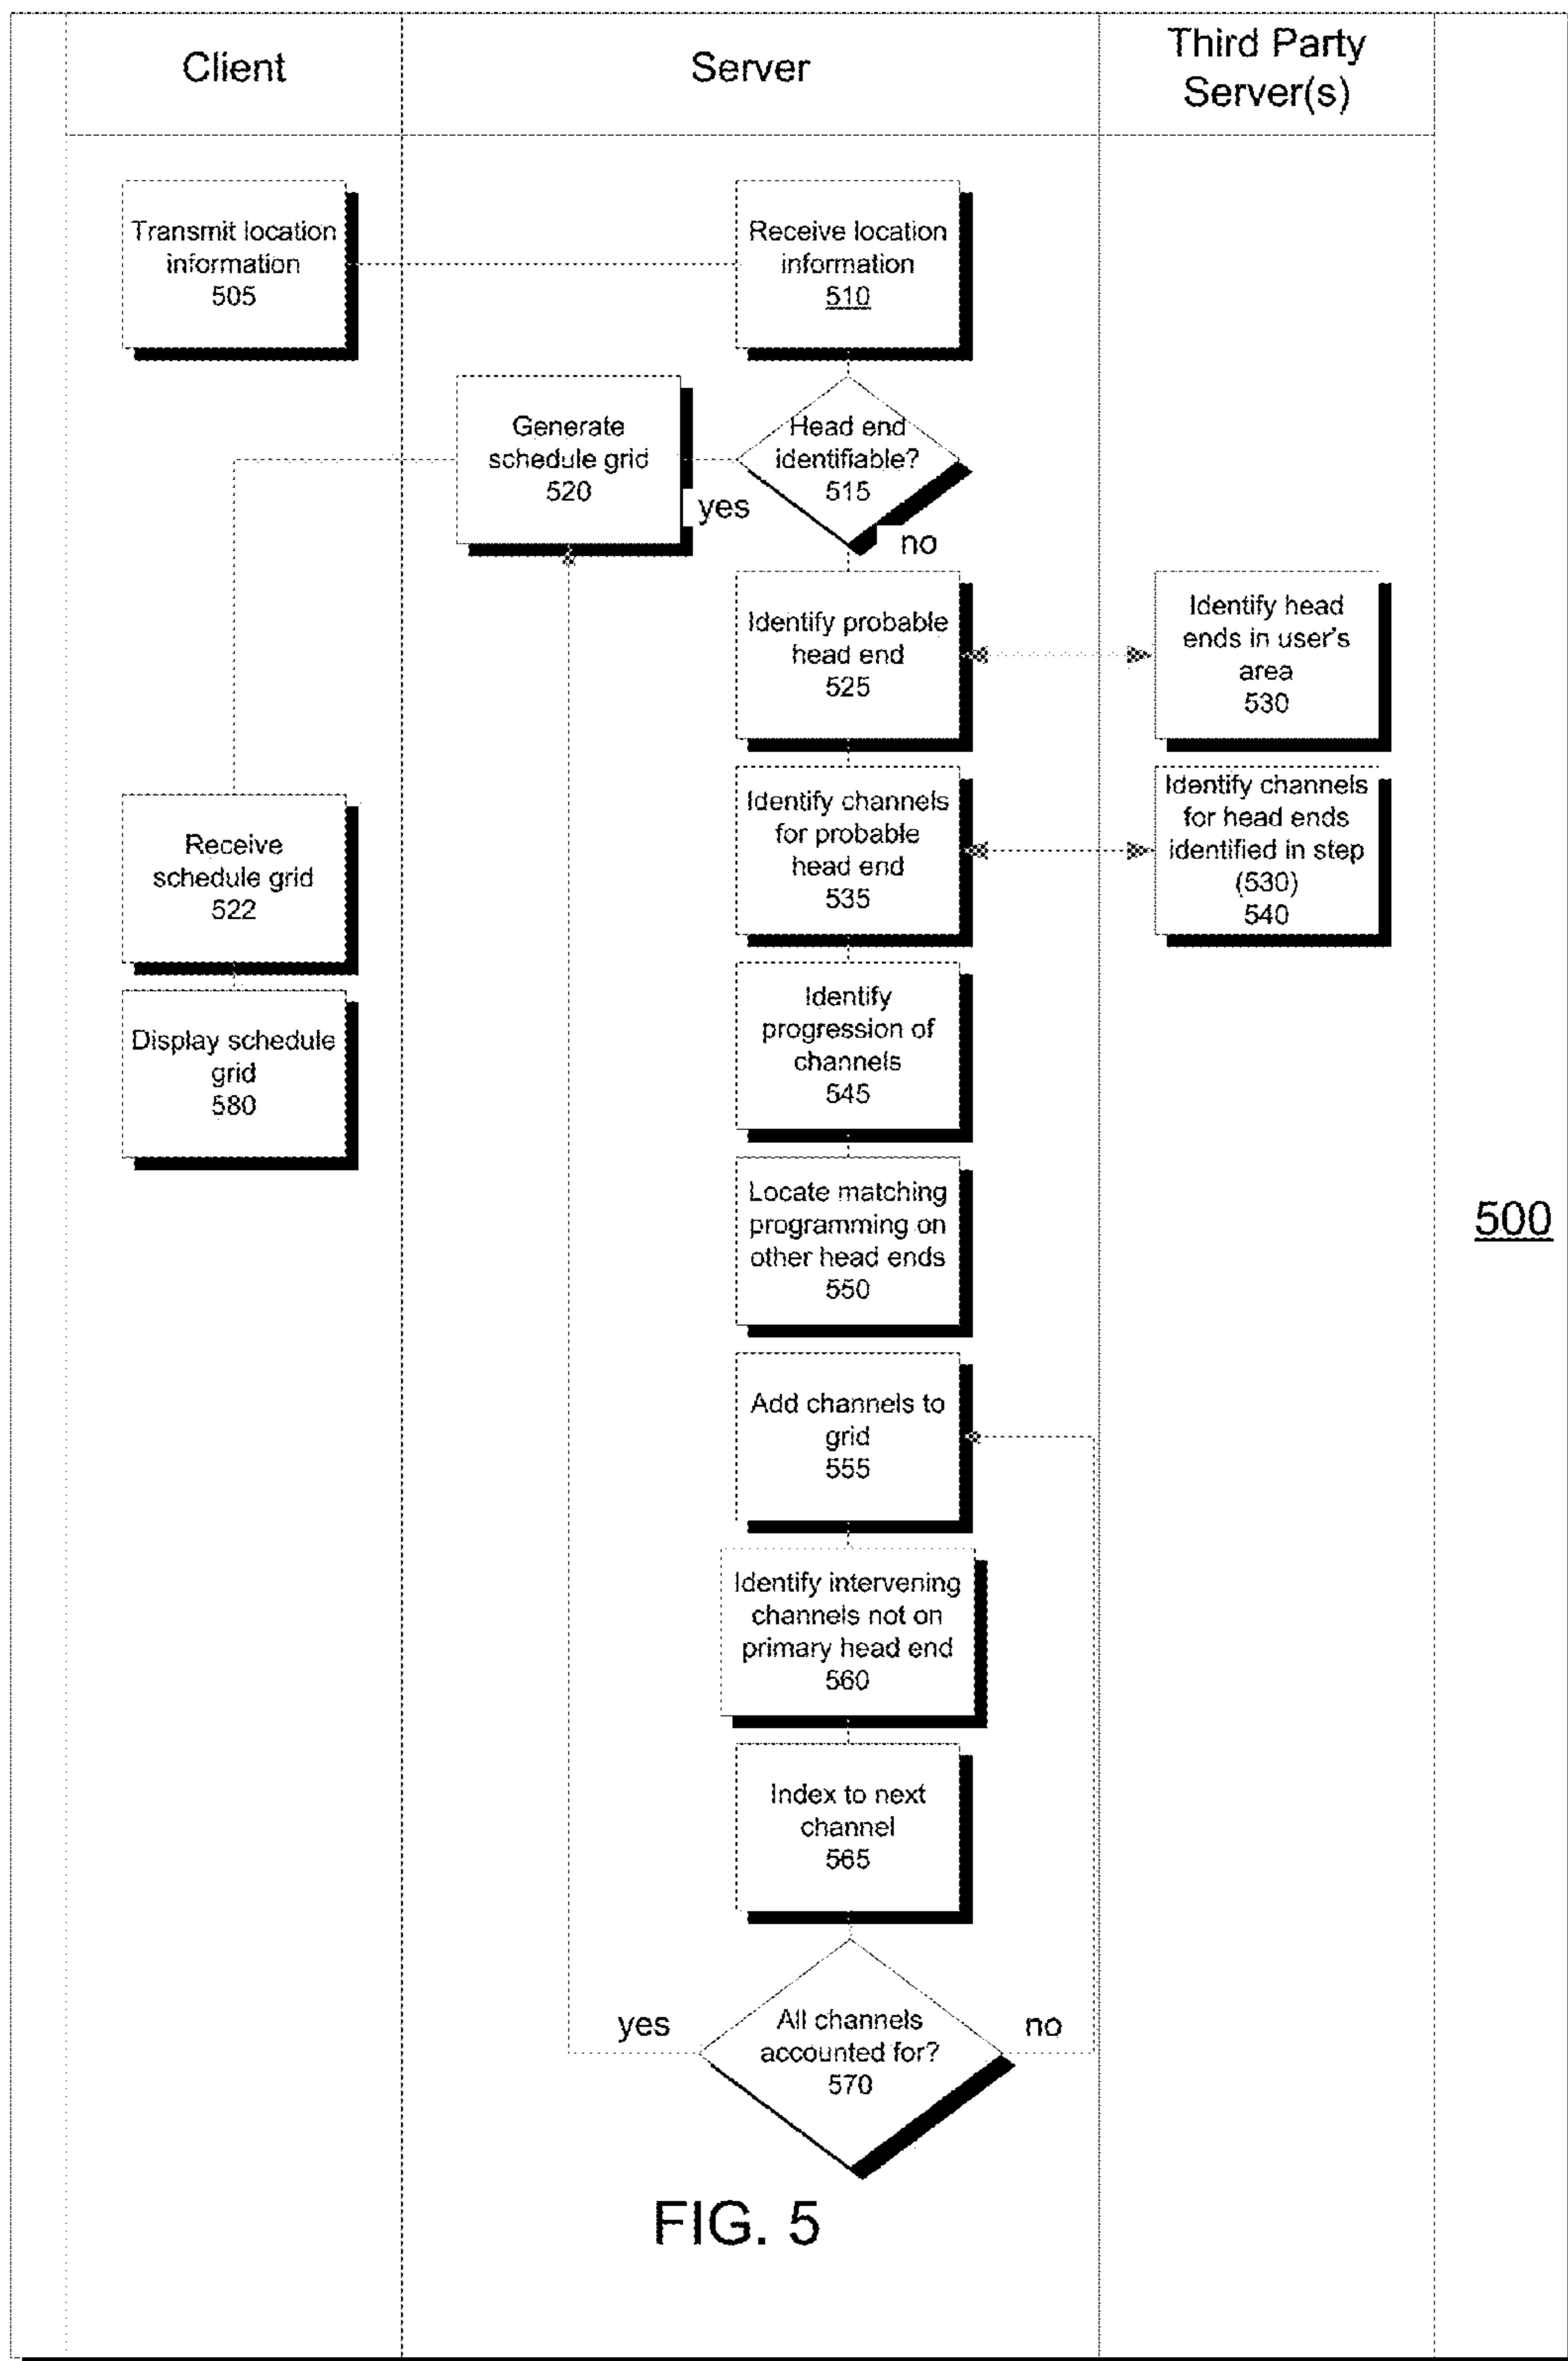 Client
Server
Third Party
Server(s)
Transmit location
information
505
Receive location
information
510
Generate
schedule grid
520
Head end
identifiable?
515
yes
no
Identify probable
head end
525
Identify head
ends in user's
area
530
Receive
schedule grid
522
Identify channels
for probable
head end
535
Identify channels
for head ends
identified in step
(530)
540
Display schedule
grid
580
Identify
progression of
channels
545
Locate matching
programming on
other head ends
550
500
Add channels to
grid
555
Identify intervening
channels not on
primary head end
560
Index to next
channel
565
yes
All channels
accounted for?
570
no
FIG. 5